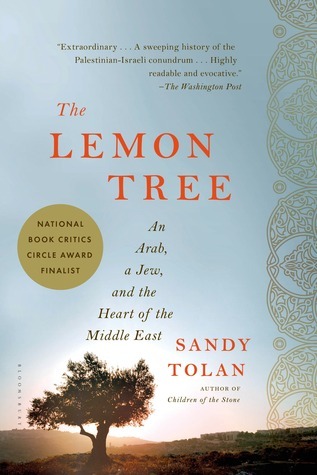 "Extraordinary . . . A sweeping history of the
Palestinian-Israeli conundrum . . . Highly
readable and evocative."
—The Washington Post
The
LEMON
TREE
NATIONAL
BOOK CRITICS
CIRCLE AWARD
FINALIST
An
Arab,
a Jew,
and the
Heart of the
Middle East
SANDY
TOLAN
AUTHOR OF
Children of the Stone
BLOOMSBURY